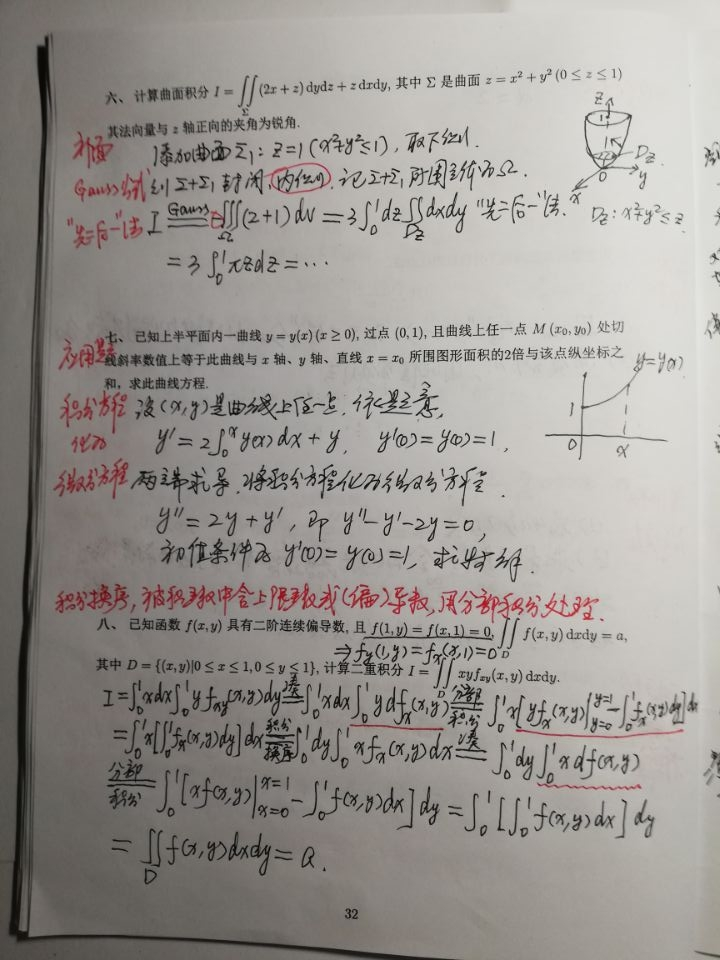 六、计算曲面积分 I = ∬_Σ (2x + z) dydz + z dxdy, 其中 Σ 是曲面 z = x² + y² (0 ≤ z ≤ 1)
其法向量与 z 轴正向的夹角为锐角.
补面 添加曲面 Σ₁: z=1 (x²+y²≤1), 取下侧.
Gauss公式 则 Σ+Σ₁ 封闭, 内侧, 记 Σ+Σ₁ 所围立体为 Ω.
"先二后一"法 I Gauss = -∭_Ω (2+1) dV = 3∫₀¹ dz ∬_{Dz} dxdy "先二后一"法.
z 1 Dz 0 y x
Dz: x²+y² ≤ z
= 3∫₀¹ πz dz = ⋯
七、已知上半平面内一曲线 y = y(x) (x ≥ 0), 过点 (0, 1), 且曲线上任一点 M (x₀, y₀) 处切
应用题 线斜率数值上等于此曲线与 x 轴、y 轴、直线 x = x₀ 所围图形面积的2倍与该点纵坐标之
和, 求此曲线方程.
y=y(x)
1
0 x
积分方程 设 (x,y) 是曲线上任一点, 依题意,
化为 y' = 2∫₀ˣ y(x) dx + y, y'(0) = y(0) = 1,
微分方程 两端求导, 将积分方程化为微分方程.
y'' = 2y + y', 即 y'' - y' - 2y = 0,
初值条件为 y'(0) = y(0) = 1, 求特解.
积分换序, 被积函数中含上限函数或(偏)导数, 用分部积分处理.
八、已知函数 f(x, y) 具有二阶连续偏导数, 且 f(1, y) = f(x, 1) = 0, ∬_D f(x, y) dxdy = a,
⇒ f_y(1,y) = f_x(x,1) = 0
其中 D = {(x, y)|0 ≤ x ≤ 1, 0 ≤ y ≤ 1}, 计算二重积分 I = ∬_D xyf_{xy}(x, y) dxdy.
I = ∫₀¹ xdx ∫₀¹ y f_{xy}(x,y) dy 凑= ∫₀¹ xdx ∫₀¹ y df_x(x,y) 分部积分= ∫₀¹ x[y f_x(x,y)|_{y=0}^{y=1} - ∫₀¹ f_x(x,y) dy] dx
= -∫₀¹ x[∫₀¹ f_x(x,y) dy] dx 积分换序= -∫₀¹ dy ∫₀¹ x f_x(x,y) dx 凑= -∫₀¹ dy ∫₀¹ x df(x,y)
分部积分= -∫₀¹ [x f(x,y)|_{x=0}^{x=1} - ∫₀¹ f(x,y) dx] dy = ∫₀¹ [∫₀¹ f(x,y) dx] dy
= ∬_D f(x,y) dxdy = a.
32